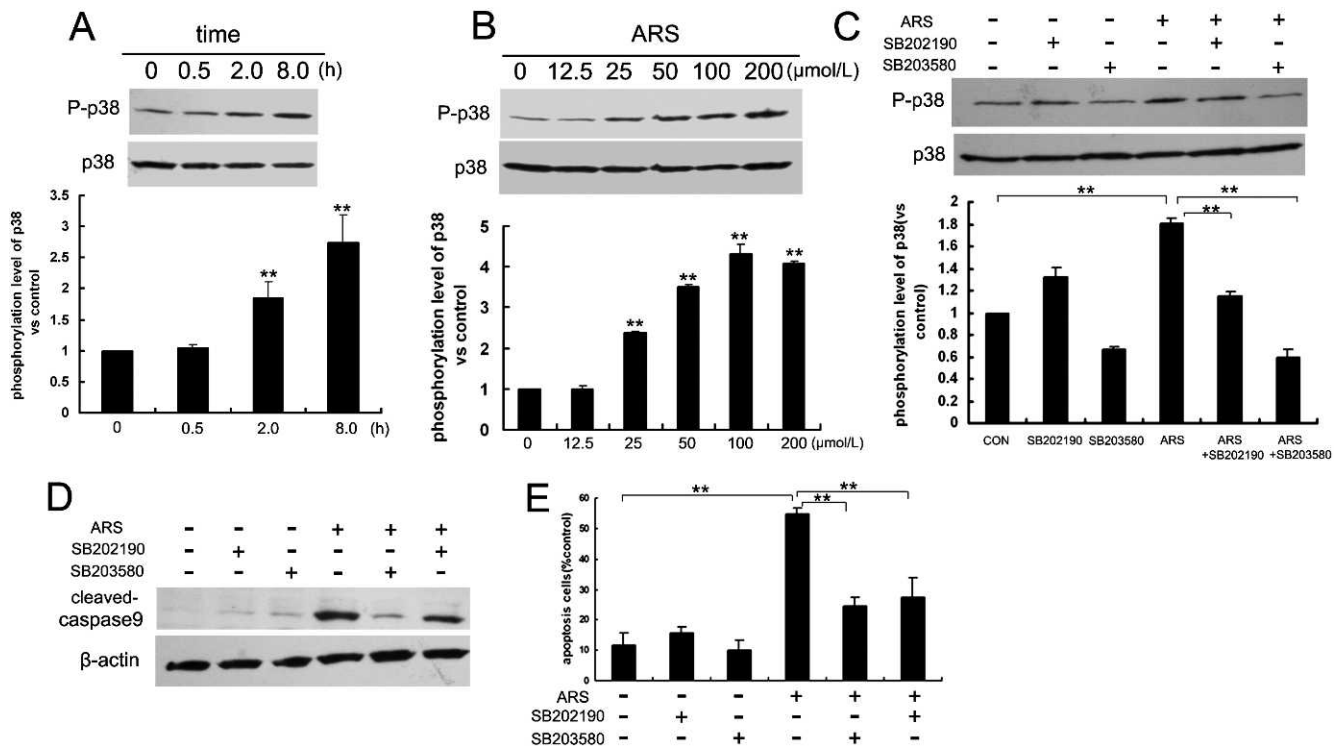 A
time
0 0.5 2.0 8.0 (h)
P-p38
p38
phosphorylation level of p38
vs control
3.5
3
2.5
2
1.5
1
0.5
0
**
**
0 0.5 2.0 8.0 (h)
B
ARS
0 12.5 25 50 100 200 (μmol/L)
P-p38
p38
phosphorylation level of p38
vs control
5
4
3
2
1
0
** ** ** **
0 12.5 25 50 100 200 (μmol/L)
C
ARS - - - + + +
SB202190 - + - - + -
SB203580 - - + - - +
P-p38
p38
phosphorylation level of p38(vs
control)
2
1.8
1.6
1.4
1.2
1
0.8
0.6
0.4
0.2
0
** **
**
CON SB202190 SB203580 ARS ARS ARS
+SB202190 +SB203580
D
ARS - - - + + +
SB202190 - + - - - +
SB203580 - - + - + -
cleaved-
caspase9
β-actin
E
apoptosis cells(%control)
60
50
40
30
20
10
0
** **
**
ARS - - - + + +
SB202190 - + - - - +
SB203580 - - + - + -